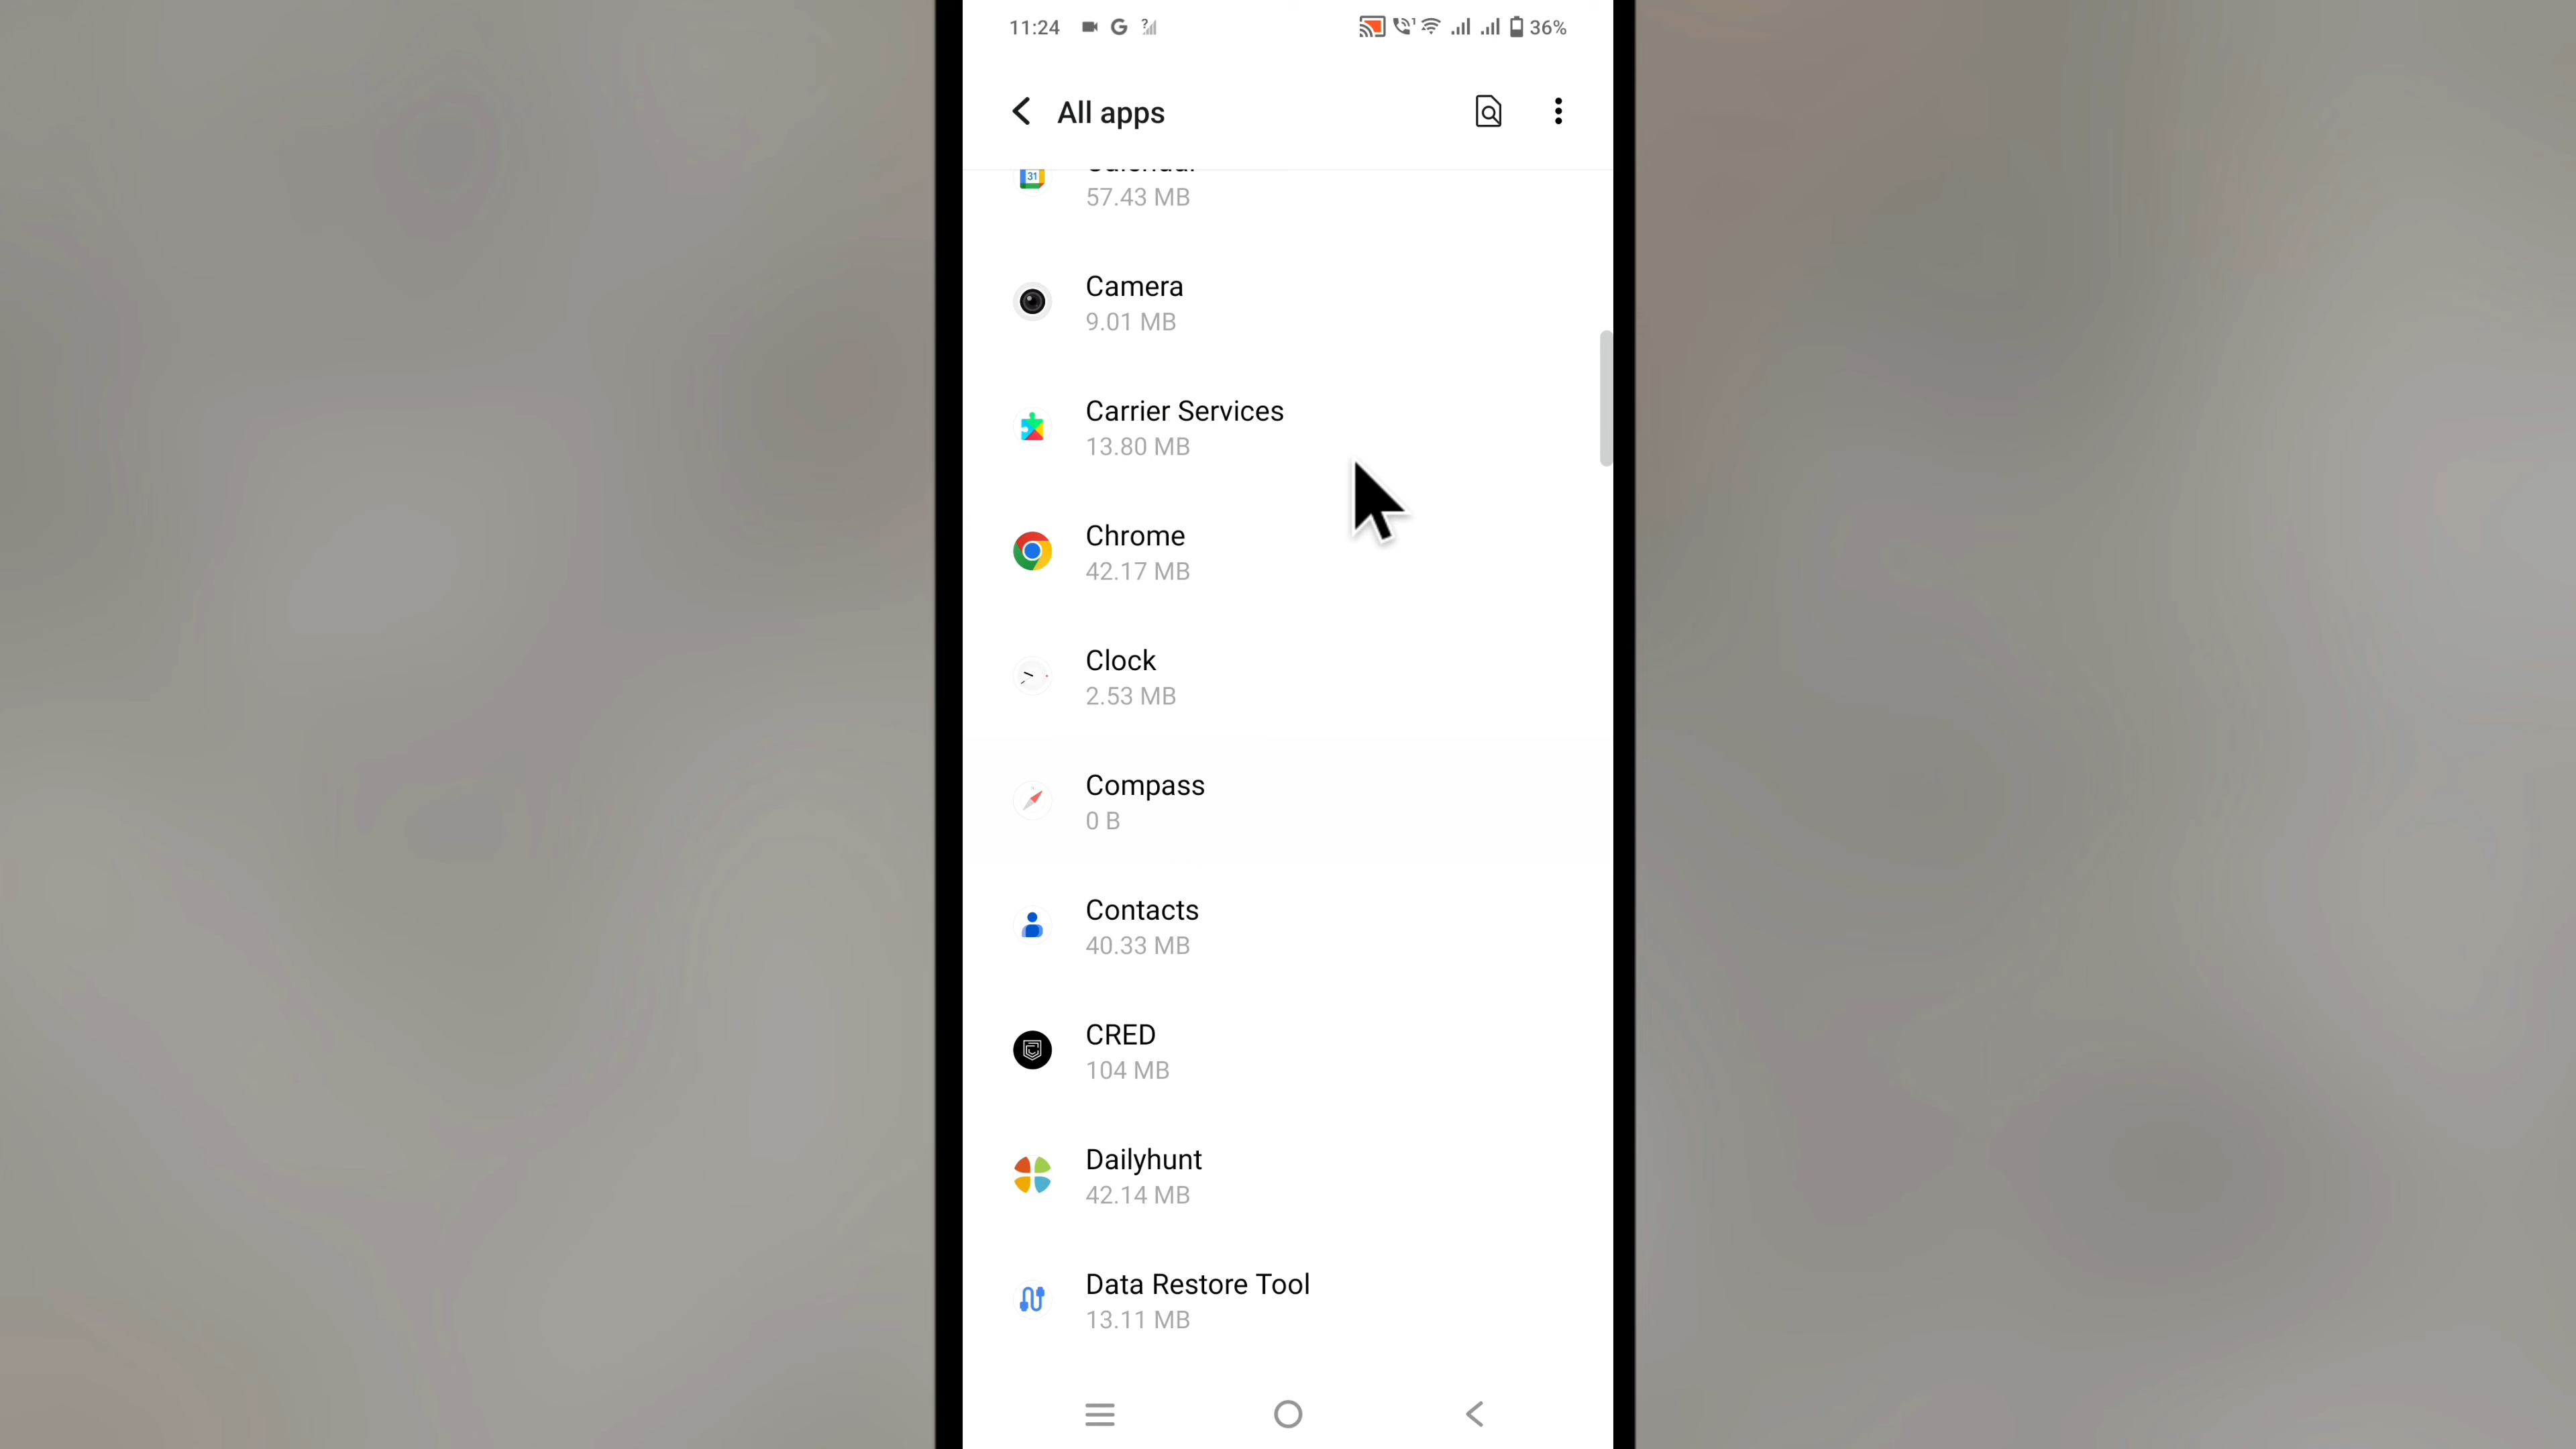 11:24 36%
All apps
31
57.43 MB
Camera
9.01 MB
Carrier Services
13.80 MB
Chrome
42.17 MB
Clock
2.53 MB
Compass
0 B
Contacts
40.33 MB
CRED
104 MB
Dailyhunt
42.14 MB
Data Restore Tool
13.11 MB